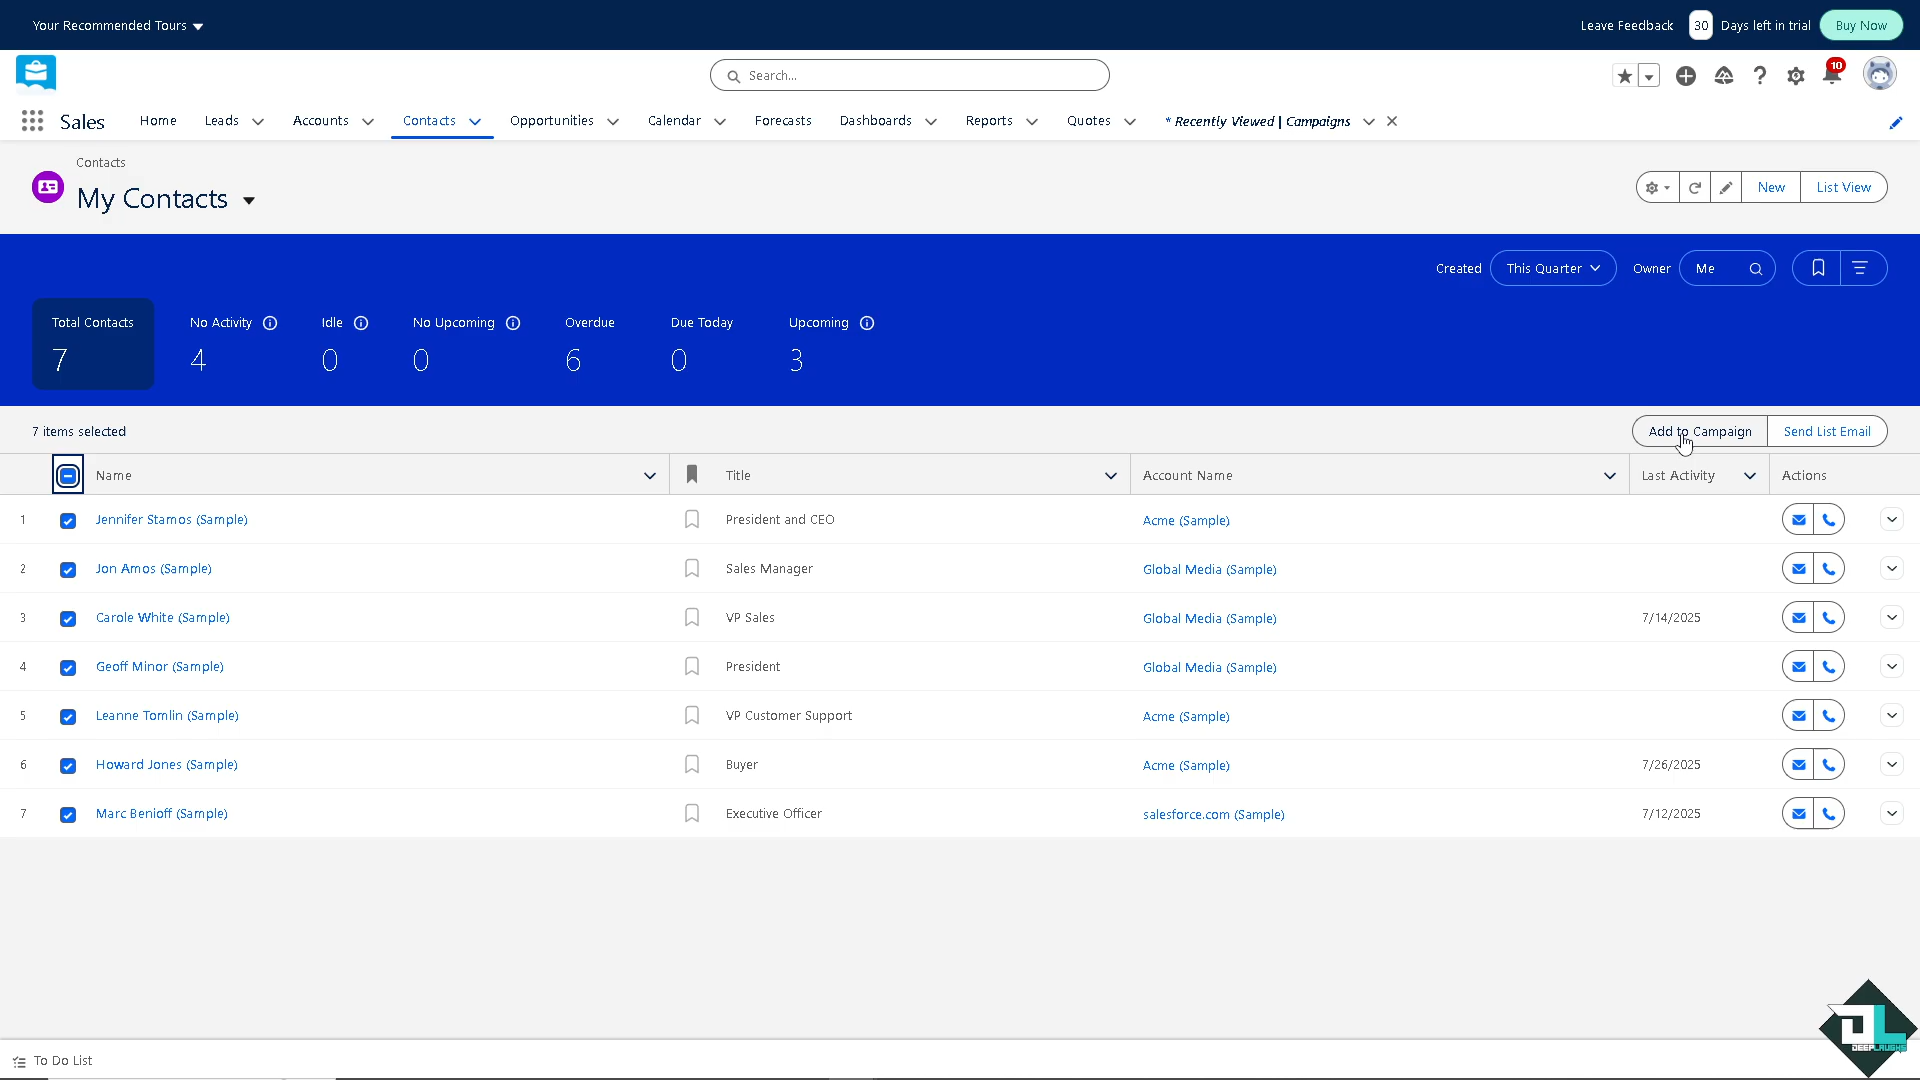 Your Recommended Tours
Leave Feedback 30 Days left in trial Buy Now
Search...
10
Sales Home Leads Accounts Contacts Opportunities Calendar Forecasts Dashboards Reports Quotes * Recently Viewed | Campaigns
Contacts
My Contacts
New List View
Created This Quarter Owner Me
Total Contacts No Activity Idle No Upcoming Overdue Due Today Upcoming
7 4 0 0 6 0 3
7 items selected
Add to Campaign Send List Email
Name Title Account Name Last Activity Actions
1 Jennifer Stamos (Sample) President and CEO Acme (Sample)
2 Jon Amos (Sample) Sales Manager Global Media (Sample)
3 Carole White (Sample) VP Sales Global Media (Sample) 7/14/2025
4 Geoff Minor (Sample) President Global Media (Sample)
5 Leanne Tomlin (Sample) VP Customer Support Acme (Sample)
6 Howard Jones (Sample) Buyer Acme (Sample) 7/26/2025
7 Marc Benioff (Sample) Executive Officer salesforce.com (Sample) 7/12/2025
To Do List
DEEPLAUGHS